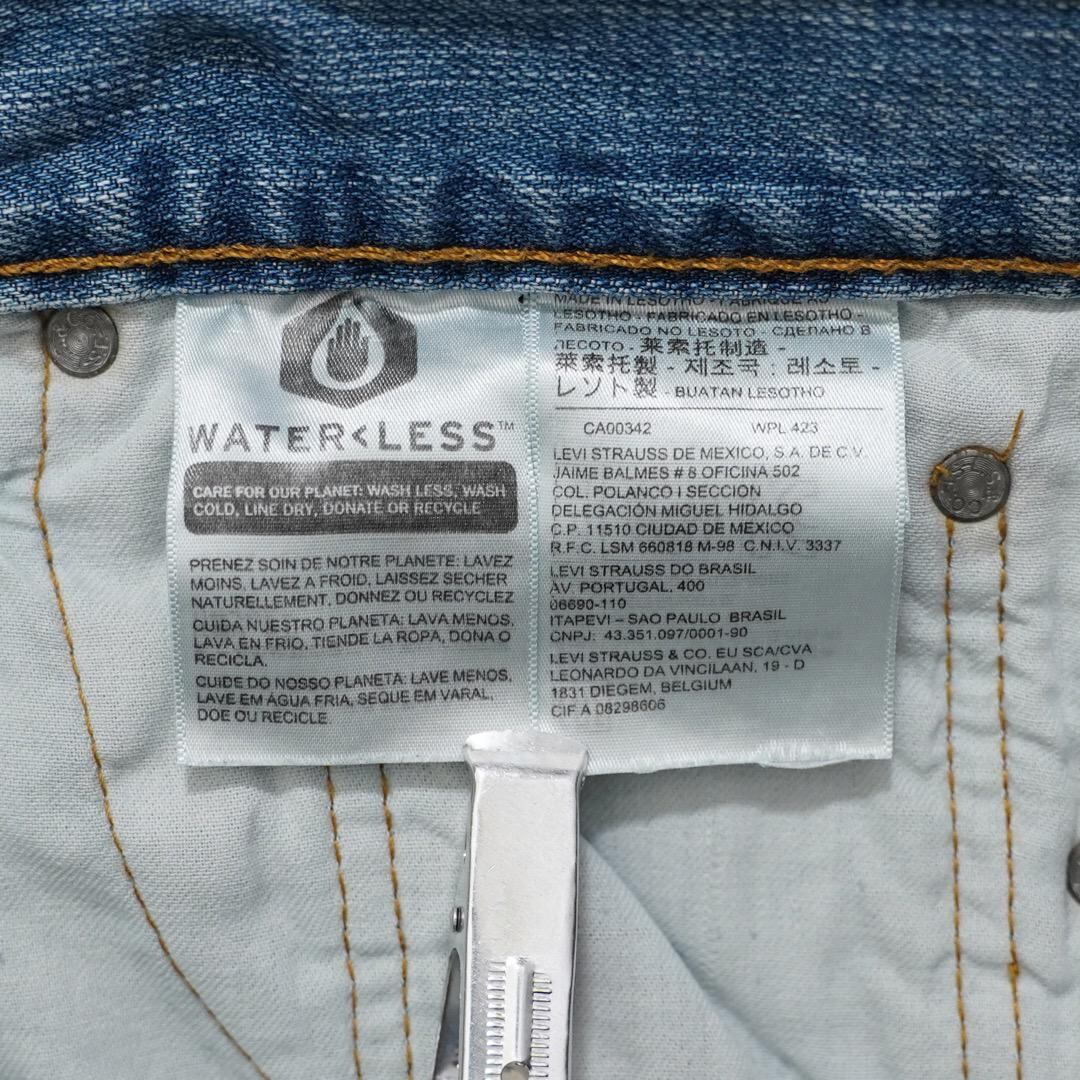 WATER<LESS™
CARE FOR OUR PLANET: WASH LESS, WASH
COLD, LINE DRY, DONATE OR RECYCLE
PRENEZ SOIN DE NOTRE PLANETE: LAVEZ
MOINS, LAVEZ A FROID, LAISSEZ SECHER
NATURELLEMENT, DONNEZ OU RECYCLEZ
CUIDA NUESTRO PLANETA: LAVA MENOS,
LAVA EN FRIO, TIENDE LA ROPA, DONA O
RECICLA.
CUIDE DO NOSSO PLANETA: LAVE MENOS,
LAVE EM ÁGUA FRIA, SEQUE EM VARAL,
DOE OU RECICLE
MADE IN LESOTHO - FABRIQUE AU
LESOTHO - FABRICADO EN LESOTHO -
FABRICADO NO LESOTO - СДЕЛАНО В
ЛЕСОТО - 莱索托制造 -
萊索托製 - 제조국 : 레소토 -
レソト製 - BUATAN LESOTHO
CA00342 WPL 423
LEVI STRAUSS DE MEXICO, S.A. DE C.V.
JAIME BALMES # 8 OFICINA 502
COL. POLANCO I SECCION
DELEGACIÓN MIGUEL HIDALGO
C.P. 11510 CIUDAD DE MEXICO
R.F.C. LSM 660818 M-98 C.N.I.V. 3337
LEVI STRAUSS DO BRASIL
AV. PORTUGAL, 400
06690-110
ITAPEVI – SAO PAULO BRASIL
CNPJ: 43.351.097/0001-90
LEVI STRAUSS & CO. EU SCA/CVA
LEONARDO DA VINCILAAN, 19 - D
1831 DIEGEM, BELGIUM
CIF A 08298606